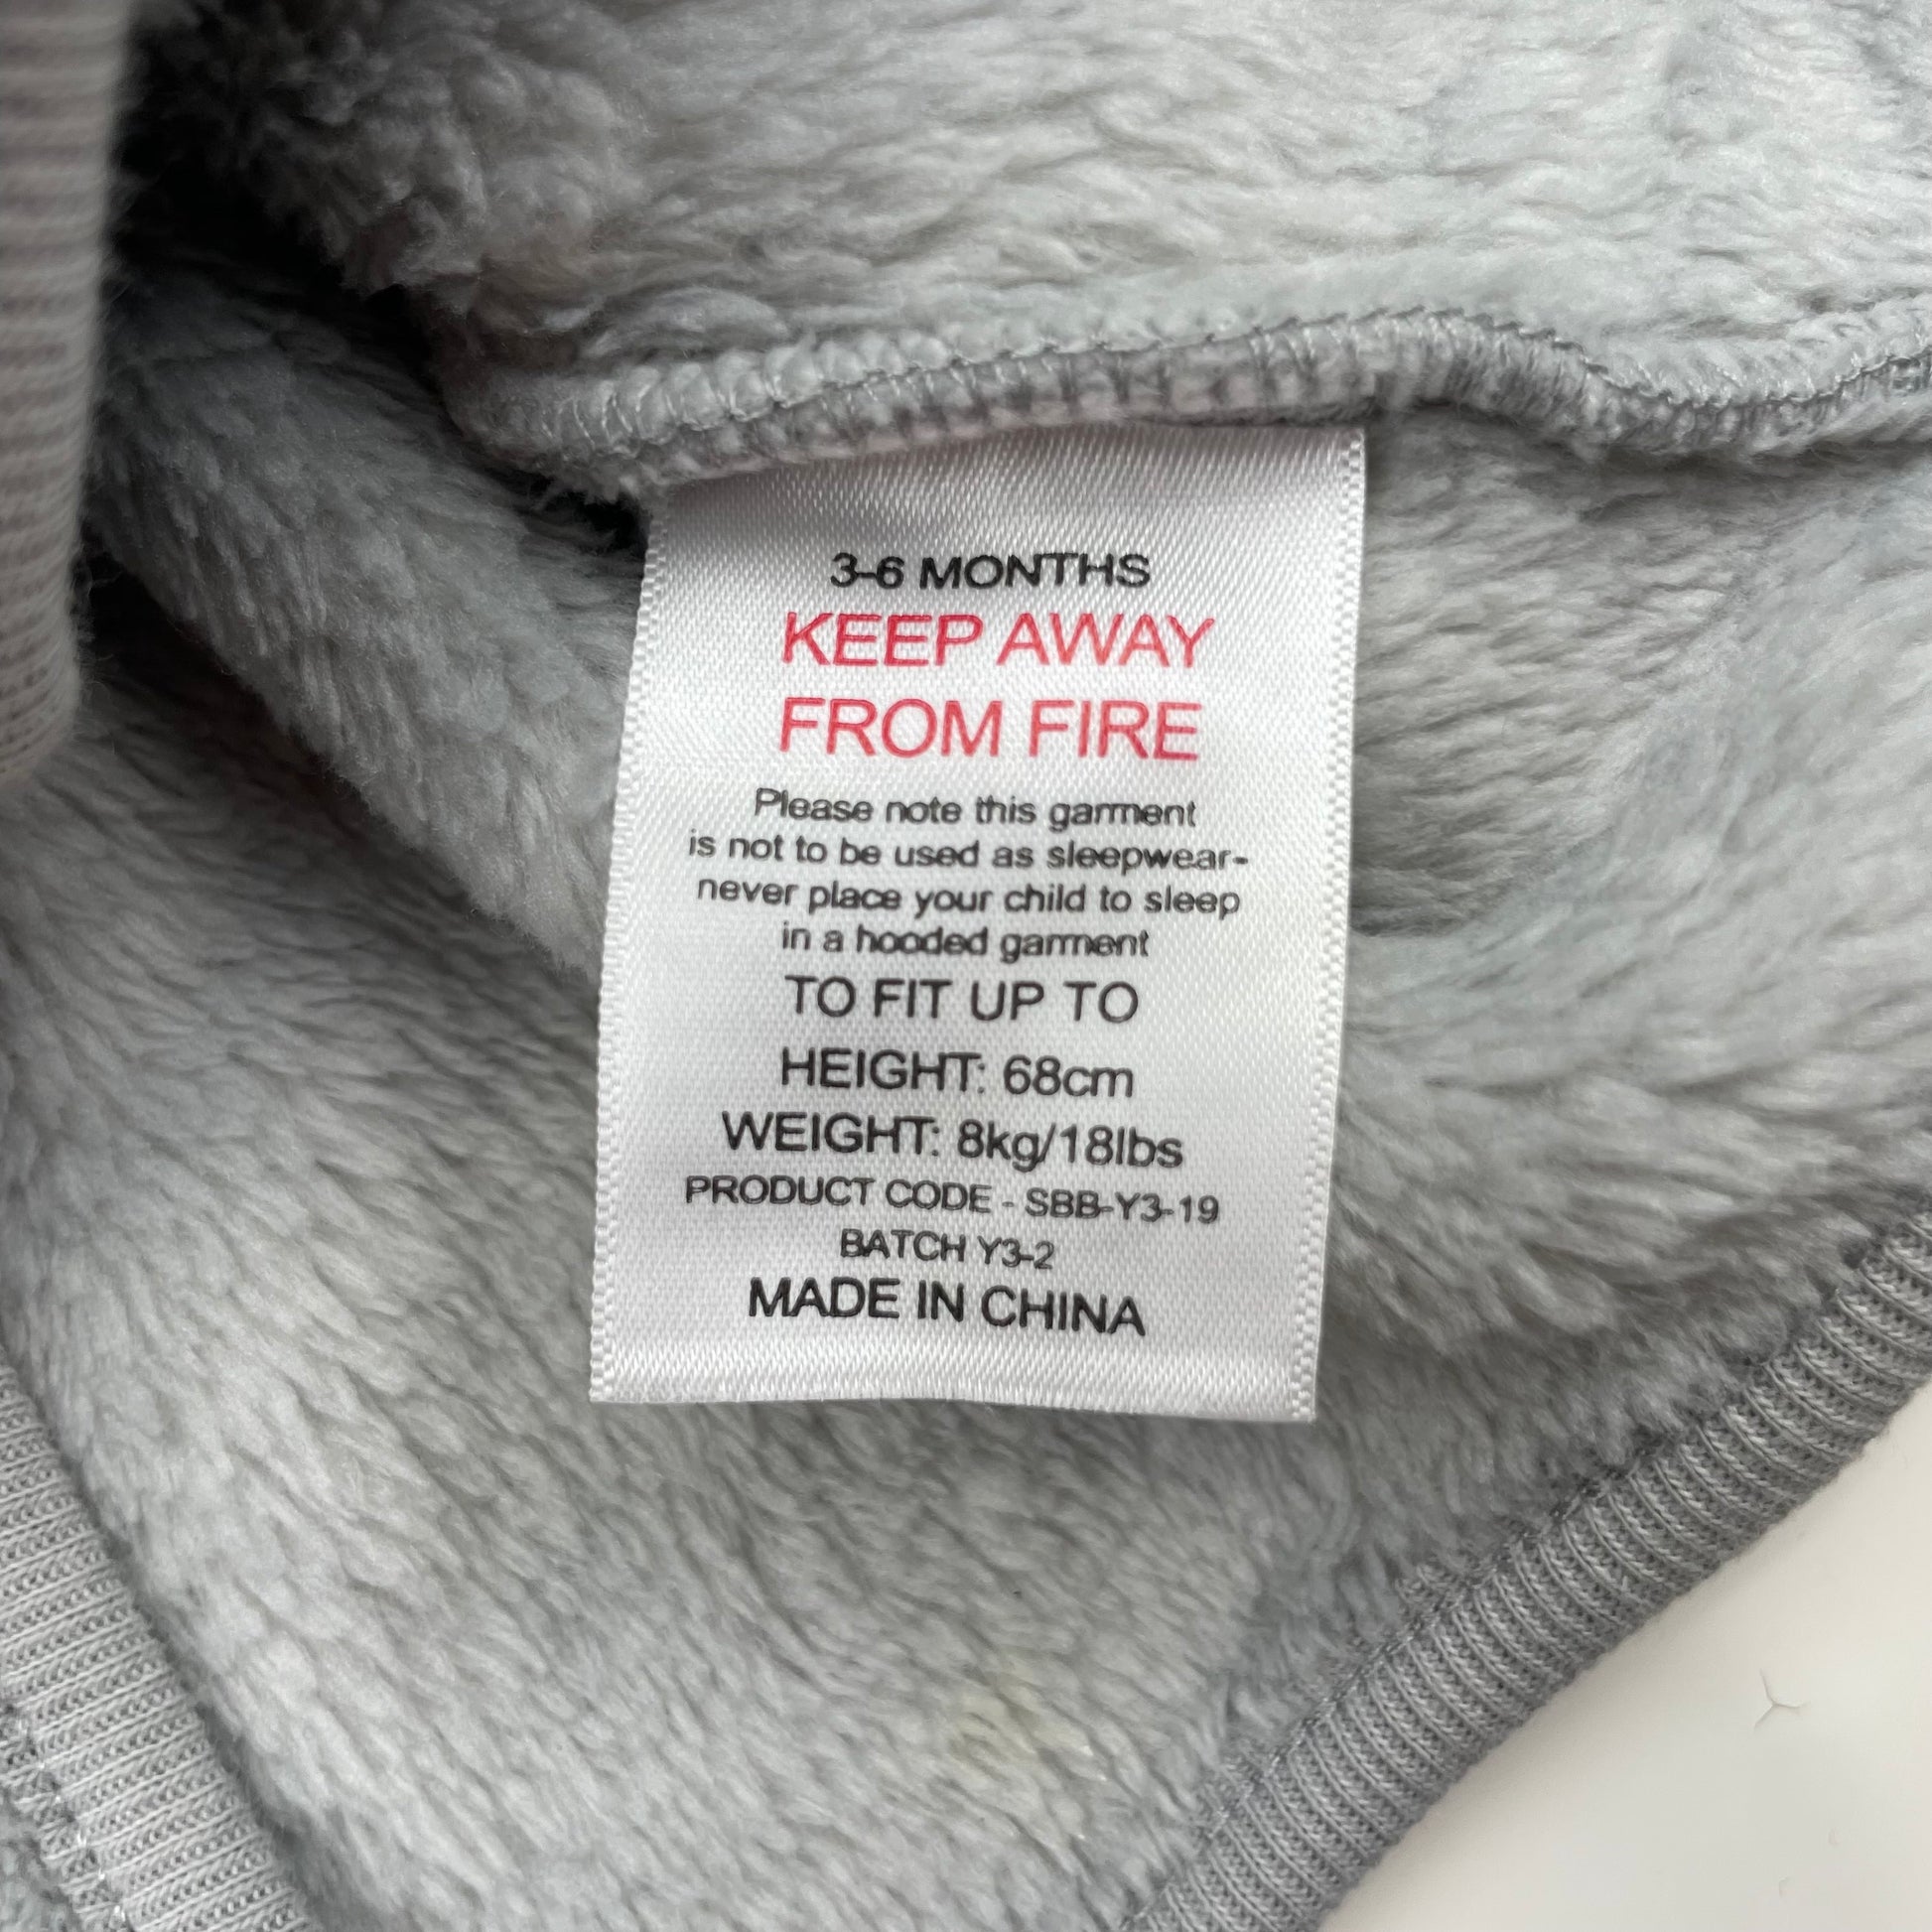 3-6 MONTHS
KEEP AWAY
FROM FIRE
Please note this garment
is not to be used as sleepwear-
never place your child to sleep
in a hooded garment
TO FIT UP TO
HEIGHT: 68cm
WEIGHT: 8kg/18lbs
PRODUCT CODE - SBB-Y3-19
BATCH Y3-2
MADE IN CHINA